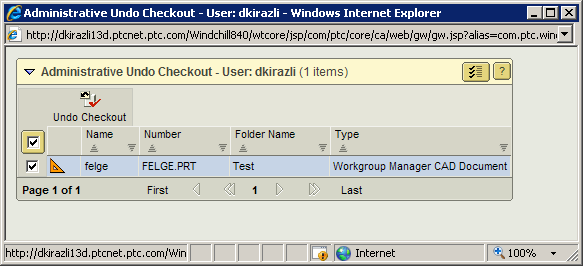 Administrative Undo Checkout - User: dkirazli - Windows Internet Explorer
http://dkirazli13d.ptcnet.ptc.com/Windchill840/wtcore/jsp/com/ptc/core/ca/web/gw/gw.jsp?alias=com.ptc.win
Administrative Undo Checkout - User: dkirazli (1 items)
?
Undo Checkout
Name Number Folder Name Type
felge FELGE.PRT Test Workgroup Manager CAD Document
Page 1 of 1 First 1 Last
http://dkirazli13d.ptcnet.ptc.com/Win Internet 100%